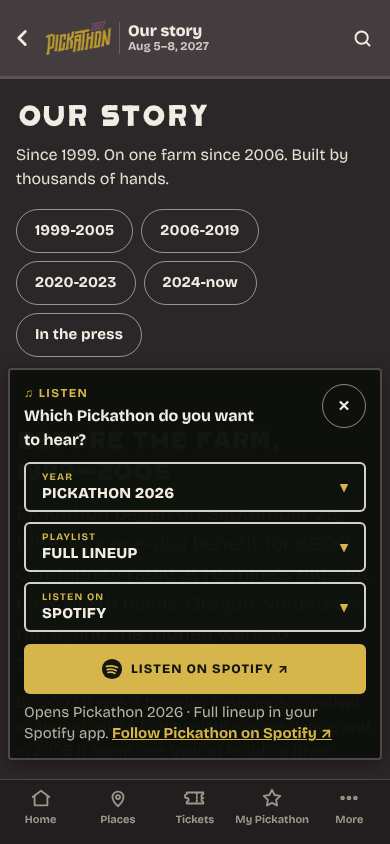 PICKATHON
Our story
Aug 5–8, 2027
OUR STORY
Since 1999. On one farm since 2006. Built by
thousands of hands.
1999-2005
2006-2019
2020-2023
2024-now
In the press
♫ LISTEN
Which Pickathon do you want
to hear?
×
YEAR
PICKATHON 2026
▼
PLAYLIST
FULL LINEUP
▼
LISTEN ON
SPOTIFY
▼
LISTEN ON SPOTIFY ↗
Opens Pickathon 2026 · Full lineup in your
Spotify app. Follow Pickathon on Spotify ↗
Home
Places
Tickets
My Pickathon
More